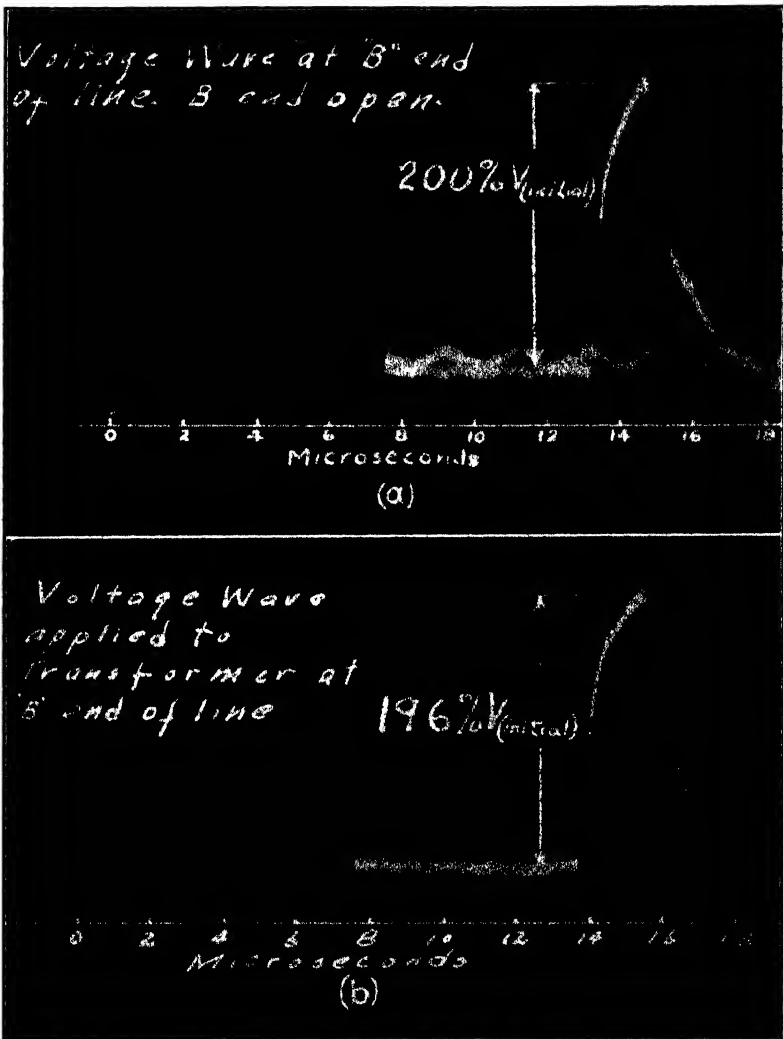 Voltage Wave at "B" end
of line. B end open.
200% V(initial)
0 2 4 6 8 10 12 14 16 18
Microseconds
(a)
Voltage Wave
applied to
Transformer at
"B" end of line
196% V(initial)
0 2 4 6 8 10 12 14 16 18
Microseconds
(b)